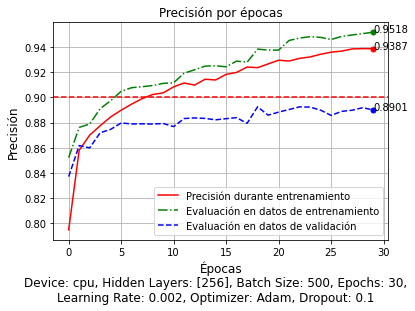 Precisión por épocas
0.9518
0.9387
0.8901
0.94
0.92
0.90
0.88
0.86
0.84
0.82
0.80
Precisión
Precisión durante entrenamiento
Evaluación en datos de entrenamiento
Evaluación en datos de validación
0 5 10 15 20 25 30
Épocas
Device: cpu, Hidden Layers: [256], Batch Size: 500, Epochs: 30,
Learning Rate: 0.002, Optimizer: Adam, Dropout: 0.1